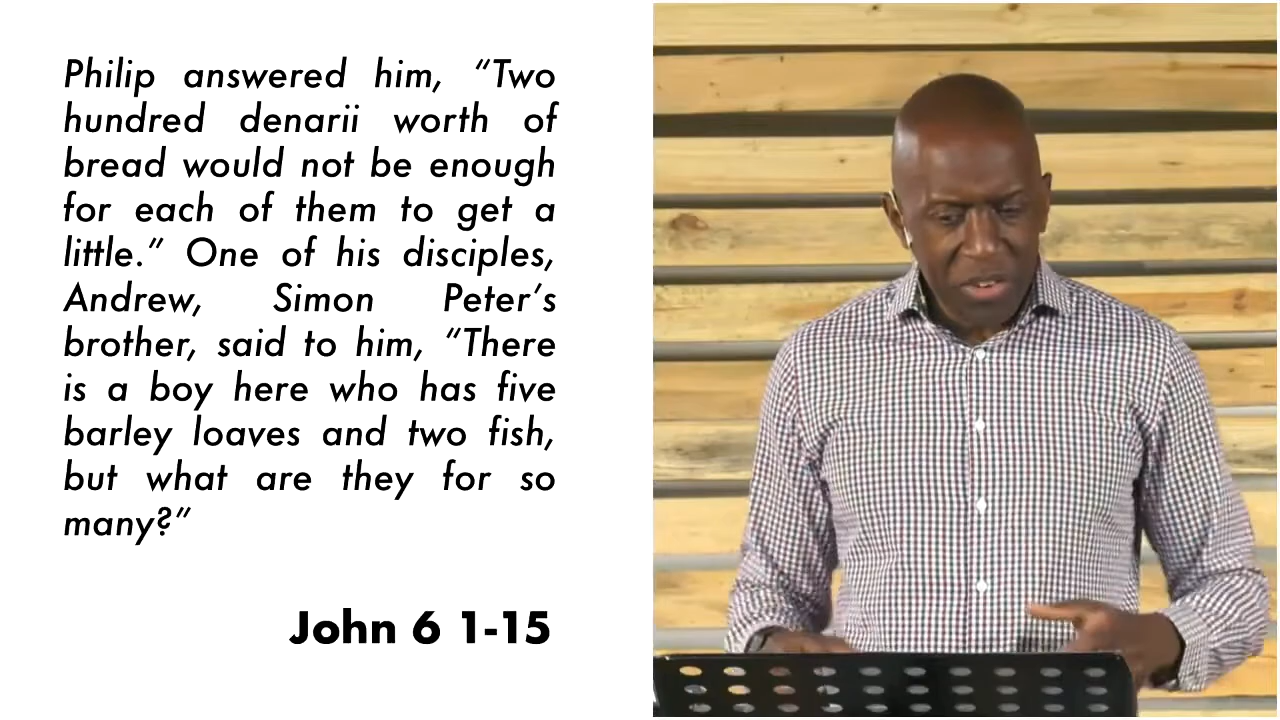 Philip answered him, “Two
hundred denarii worth of
bread would not be enough
for each of them to get a
little.” One of his disciples,
Andrew, Simon Peter’s
brother, said to him, “There
is a boy here who has five
barley loaves and two fish,
but what are they for so
many?”
John 6 1-15